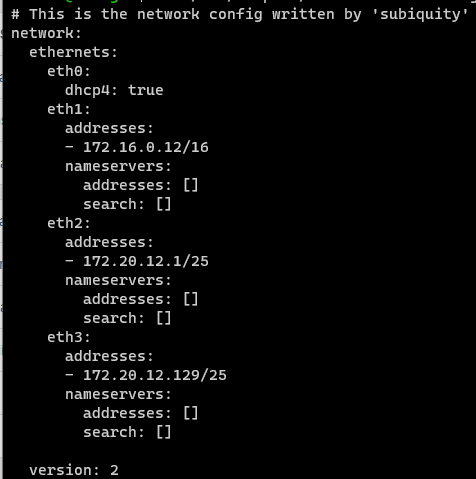 # This is the network config written by 'subiquity'
network:
  ethernets:
    eth0:
      dhcp4: true
    eth1:
      addresses:
      - 172.16.0.12/16
      nameservers:
        addresses: []
        search: []
    eth2:
      addresses:
      - 172.20.12.1/25
      nameservers:
        addresses: []
        search: []
    eth3:
      addresses:
      - 172.20.12.129/25
      nameservers:
        addresses: []
        search: []

  version: 2